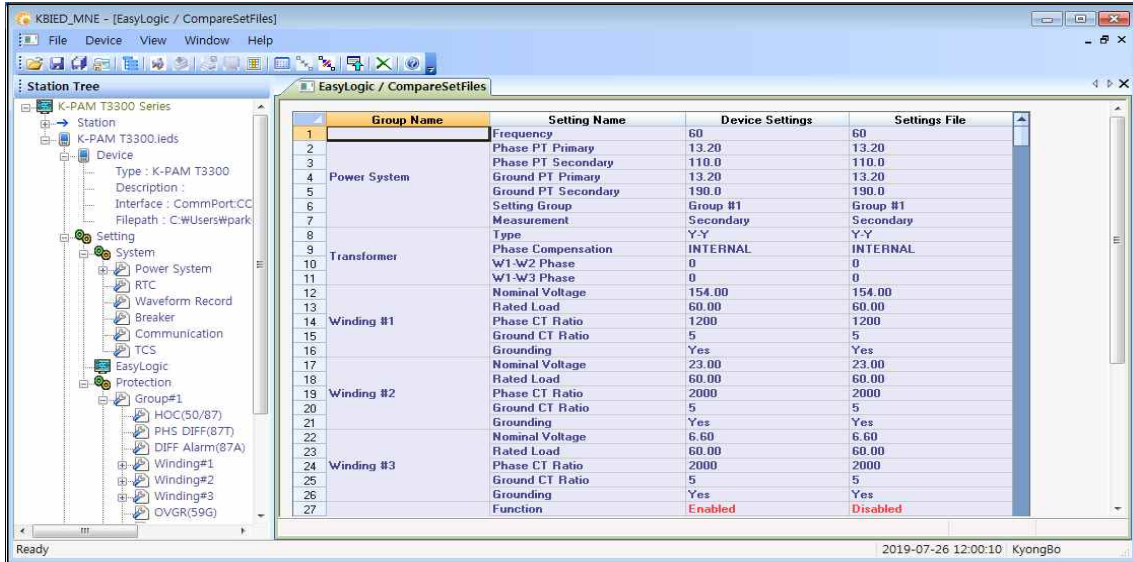 KBIED_MNE - [EasyLogic / CompareSetFiles]
File Device View Window Help
Station Tree
EasyLogic / CompareSetFiles
K-PAM T3300 Series
Station
K-PAM T3300.ieds
Device
Type : K-PAM T3300
Description :
Interface : CommPort:CC
Filepath : C:₩Users₩park
Setting
System
Power System
RTC
Waveform Record
Breaker
Communication
TCS
EasyLogic
Protection
Group#1
HOC(50/87)
PHS DIFF(87T)
DIFF Alarm(87A)
Winding#1
Winding#2
Winding#3
OVGR(59G)
Group Name Setting Name Device Settings Settings File
1 Frequency 60 60
2 Phase PT Primary 13.20 13.20
3 Phase PT Secondary 110.0 110.0
4 Power System Ground PT Primary 13.20 13.20
5 Ground PT Secondary 190.0 190.0
6 Setting Group Group #1 Group #1
7 Measurement Secondary Secondary
8 Type Y-Y Y-Y
9 Transformer Phase Compensation INTERNAL INTERNAL
10 W1-W2 Phase 0 0
11 W1-W3 Phase 0 0
12 Nominal Voltage 154.00 154.00
13 Rated Load 60.00 60.00
14 Winding #1 Phase CT Ratio 1200 1200
15 Ground CT Ratio 5 5
16 Grounding Yes Yes
17 Nominal Voltage 23.00 23.00
18 Rated Load 60.00 60.00
19 Winding #2 Phase CT Ratio 2000 2000
20 Ground CT Ratio 5 5
21 Grounding Yes Yes
22 Nominal Voltage 6.60 6.60
23 Rated Load 60.00 60.00
24 Winding #3 Phase CT Ratio 2000 2000
25 Ground CT Ratio 5 5
26 Grounding Yes Yes
27 Function Enabled Disabled
Ready 2019-07-26 12:00:10 KyongBo